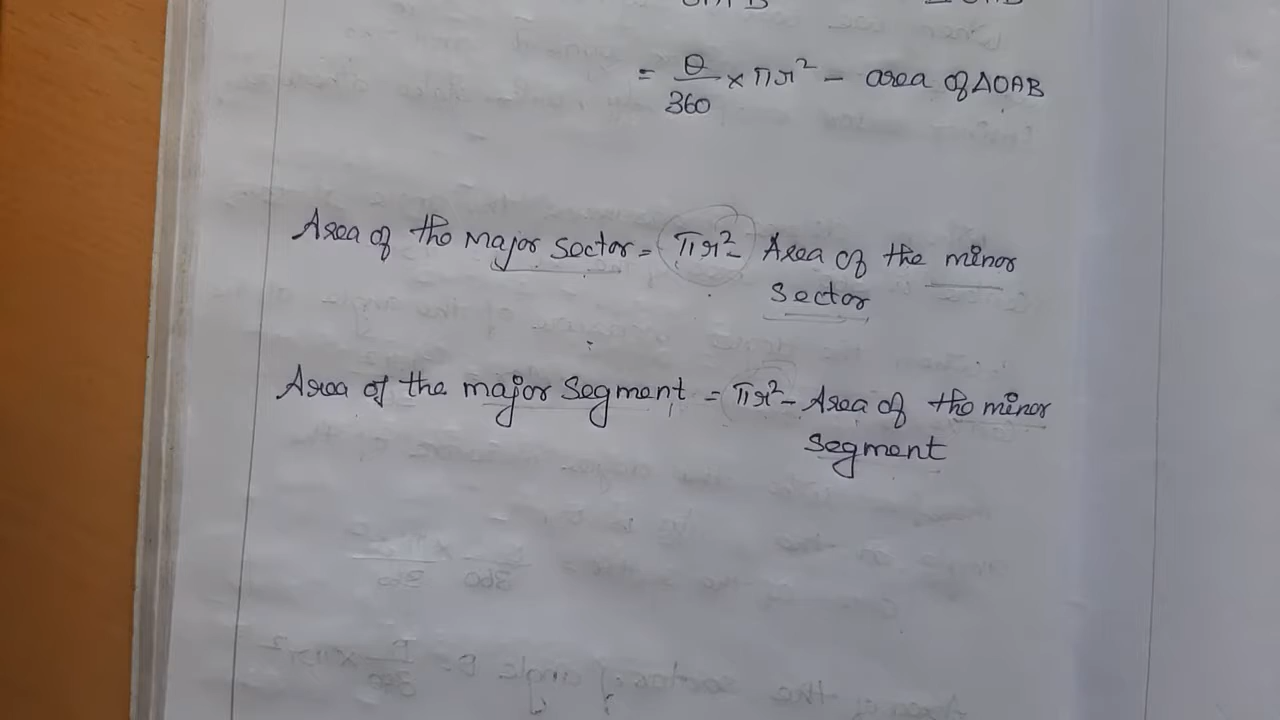 = θ/360 × πr² - area of ΔOAB
Area of the major sector = πr² - Area of the minor
Sector
Area of the major Segment = πr² - Area of the minor
Segment